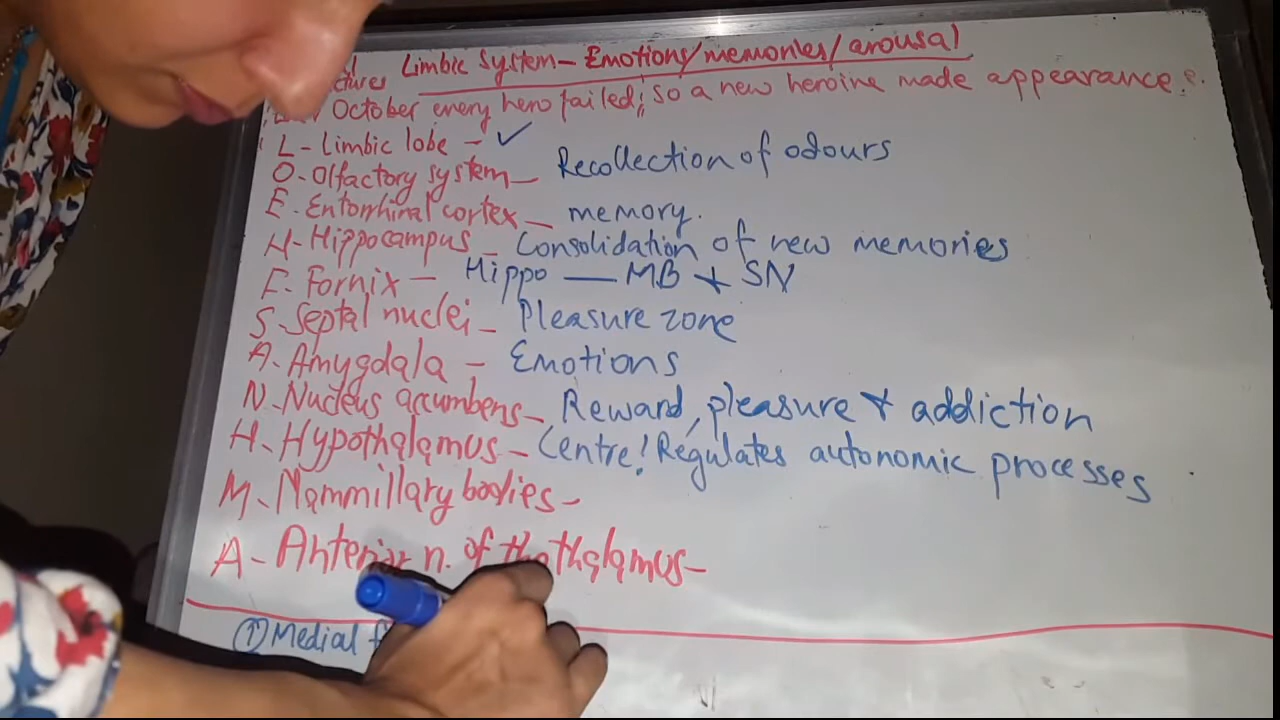 Limbic System – Emotions/memories/arousal
October every hero failed; so a new heroine made appearance
L - Limbic lobe - ✓
O - Olfactory system – Recollection of odours
E - Entorrhinal cortex – memory.
H - Hippocampus – Consolidation of new memories
F - Fornix – Hippo — MB + SN
S - Septal nuclei – Pleasure zone
A - Amygdala – Emotions
N - Nucleus accumbens – Reward, pleasure & addiction
H - Hypothalamus – Centre! Regulates autonomic processes
M - Mammillary bodies –
A - Anterior n. of the thalamus –
① Medial